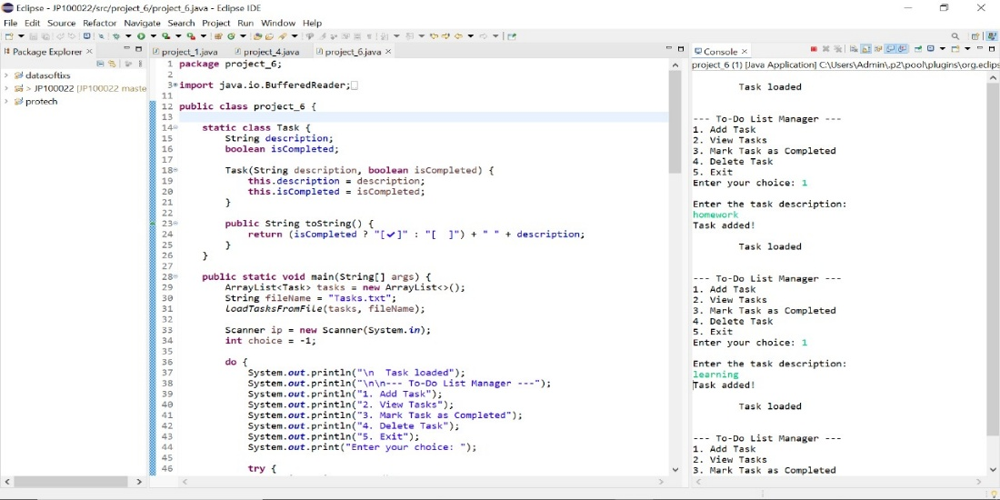 Eclipse - JP100022/src/project_6/project_6.java - Eclipse IDE
File Edit Source Refactor Navigate Search Project Run Window Help
Package Explorer
datasoftixs
> JP100022 [JP100022 maste
protech
project_1.java project_4.java project_6.java
1 package project_6;
2
3 import java.io.BufferedReader;
11
12 public class project_6 {
13
14 static class Task {
15 String description;
16 boolean isCompleted;
17
18 Task(String description, boolean isCompleted) {
19 this.description = description;
20 this.isCompleted = isCompleted;
21 }
22
23 public String toString() {
24 return (isCompleted ? "[✔]" : "[ ]") + " " + description;
25 }
26 }
27
28 public static void main(String[] args) {
29 ArrayList<Task> tasks = new ArrayList<>();
30 String fileName = "Tasks.txt";
31 loadTasksFromFile(tasks, fileName);
32
33 Scanner ip = new Scanner(System.in);
34 int choice = -1;
35
36 do {
37 System.out.println("\n Task loaded");
38 System.out.println("\n\n--- To-Do List Manager ---");
39 System.out.println("1. Add Task");
40 System.out.println("2. View Tasks");
41 System.out.println("3. Mark Task as Completed");
42 System.out.println("4. Delete Task");
43 System.out.println("5. Exit");
44 System.out.print("Enter your choice: ");
45
46 try {
Console
project_6 (1) [Java Application] C:\Users\Admin\.p2\pool\plugins\org.eclips
Task loaded
--- To-Do List Manager ---
1. Add Task
2. View Tasks
3. Mark Task as Completed
4. Delete Task
5. Exit
Enter your choice: 1
Enter the task description:
homework
Task added!
Task loaded
--- To-Do List Manager ---
1. Add Task
2. View Tasks
3. Mark Task as Completed
4. Delete Task
5. Exit
Enter your choice: 1
Enter the task description:
learning
Task added!
Task loaded
--- To-Do List Manager ---
1. Add Task
2. View Tasks
3. Mark Task as Completed